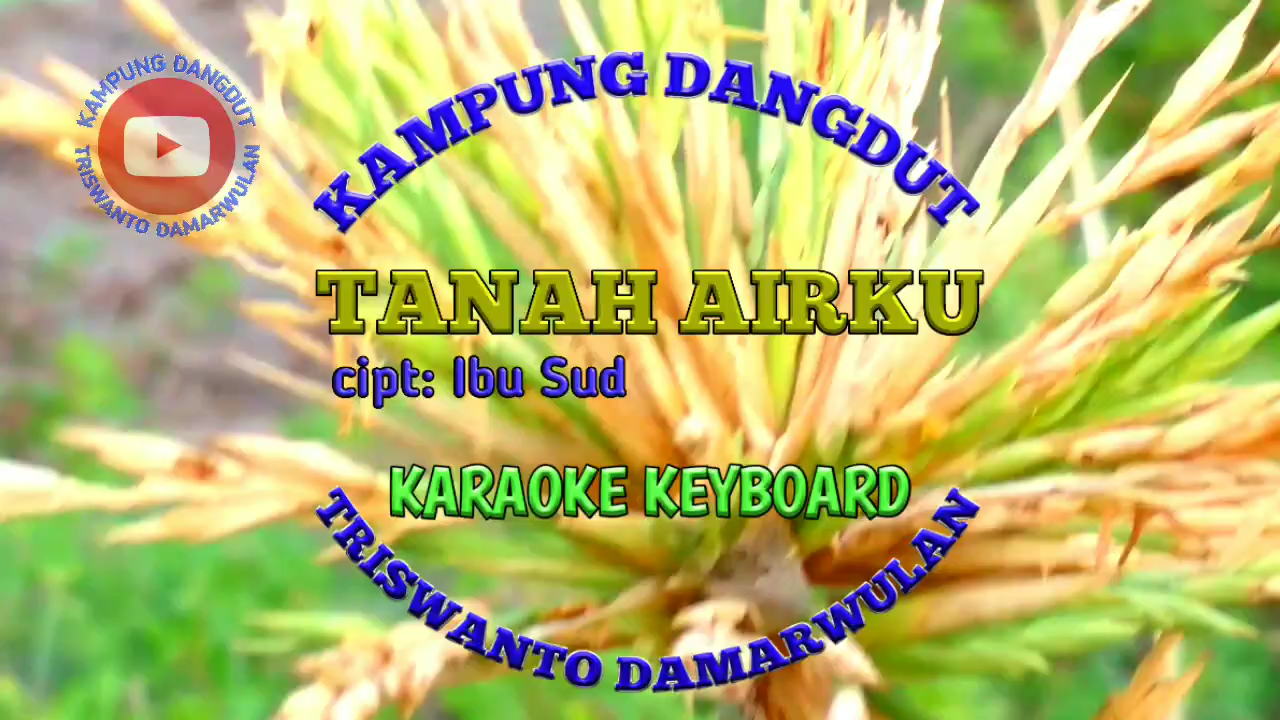 KAMPUNG DANGDUT
TRISWANTO DAMARWULAN
KAMPUNG DANGDUT
TANAH AIRKU
cipt: Ibu Sud
KARAOKE KEYBOARD
TRISWANTO DAMARWULAN